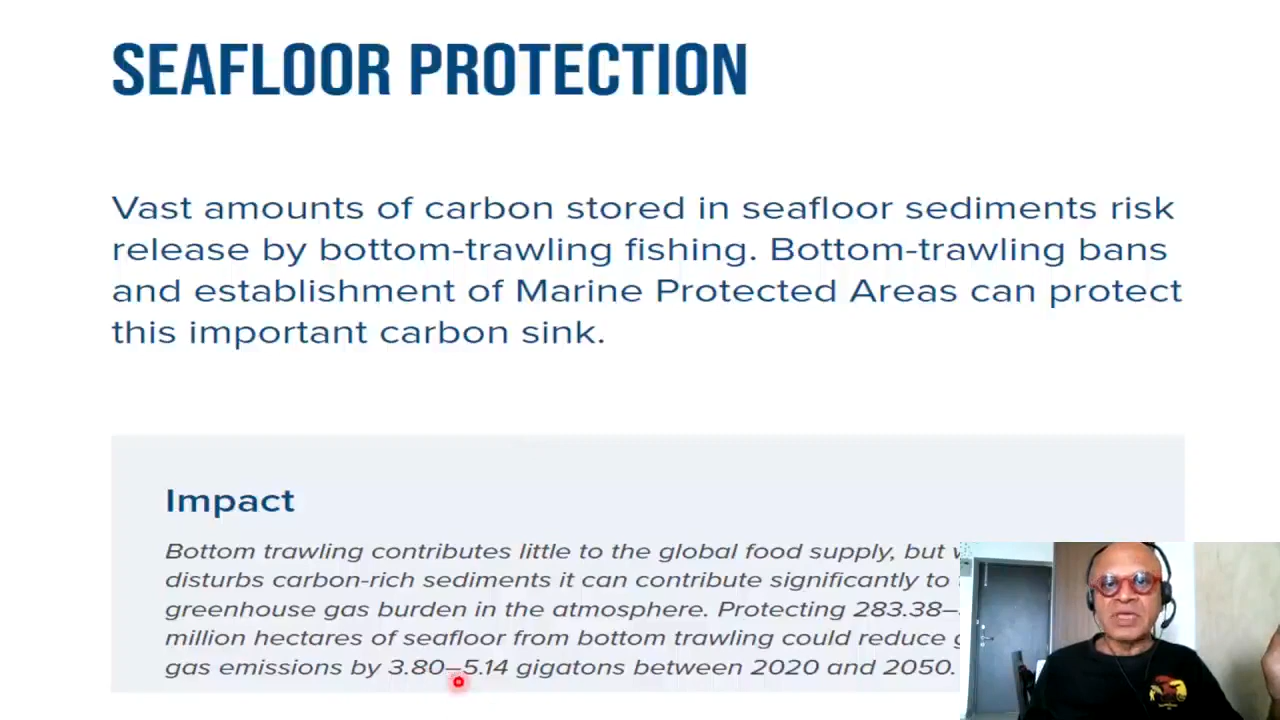 SEAFLOOR PROTECTION
Vast amounts of carbon stored in seafloor sediments risk
release by bottom-trawling fishing. Bottom-trawling bans
and establishment of Marine Protected Areas can protect
this important carbon sink.
Impact
Bottom trawling contributes little to the global food supply, but
disturbs carbon-rich sediments it can contribute significantly to
greenhouse gas burden in the atmosphere. Protecting 283.38–
million hectares of seafloor from bottom trawling could reduce
gas emissions by 3.80–5.14 gigatons between 2020 and 2050.